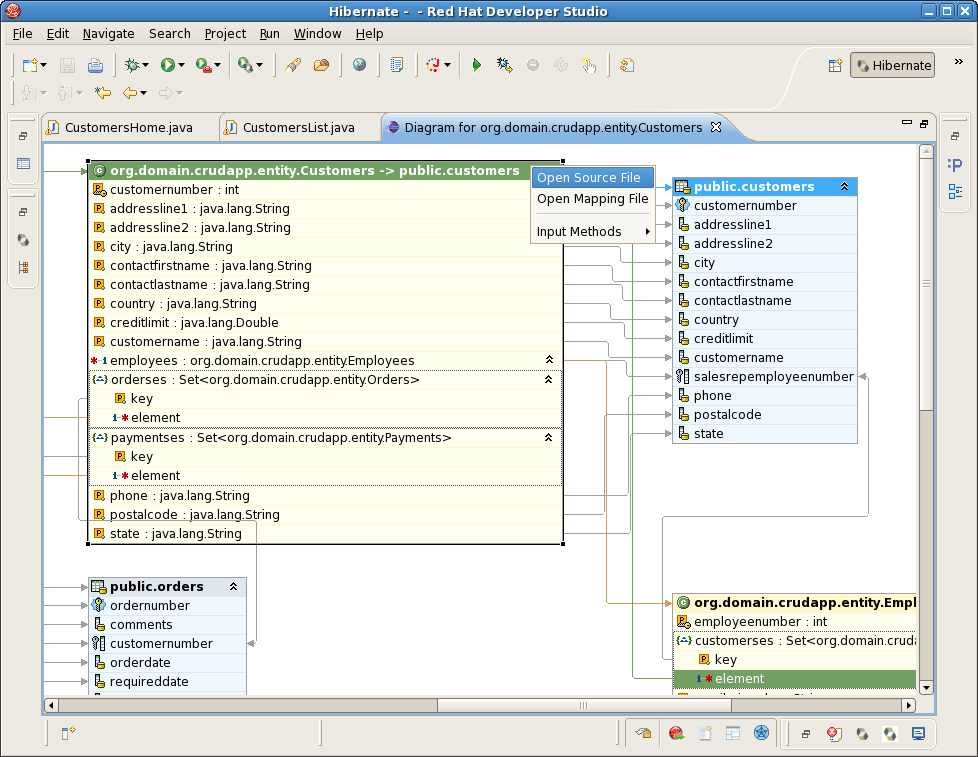 Hibernate - - Red Hat Developer Studio
File Edit Navigate Search Project Run Window Help
Hibernate
»
CustomersHome.java
CustomersList.java
Diagram for org.domain.crudapp.entity.Customers
org.domain.crudapp.entity.Customers -> public.customers
customernumber : int
addressline1 : java.lang.String
addressline2 : java.lang.String
city : java.lang.String
contactfirstname : java.lang.String
contactlastname : java.lang.String
country : java.lang.String
creditlimit : java.lang.Double
customername : java.lang.String
employees : org.domain.crudapp.entity.Employees
orderses : Set<org.domain.crudapp.entity.Orders>
key
element
paymentses : Set<org.domain.crudapp.entity.Payments>
key
element
phone : java.lang.String
postalcode : java.lang.String
state : java.lang.String
Open Source File
Open Mapping File
Input Methods
public.customers
customernumber
addressline1
addressline2
city
contactfirstname
contactlastname
country
creditlimit
customername
salesrepemployeenumber
phone
postalcode
state
public.orders
ordernumber
comments
customernumber
orderdate
requireddate
org.domain.crudapp.entity.Empl
employeenumber : int
customerses : Set<org.domain.cruda
key
element